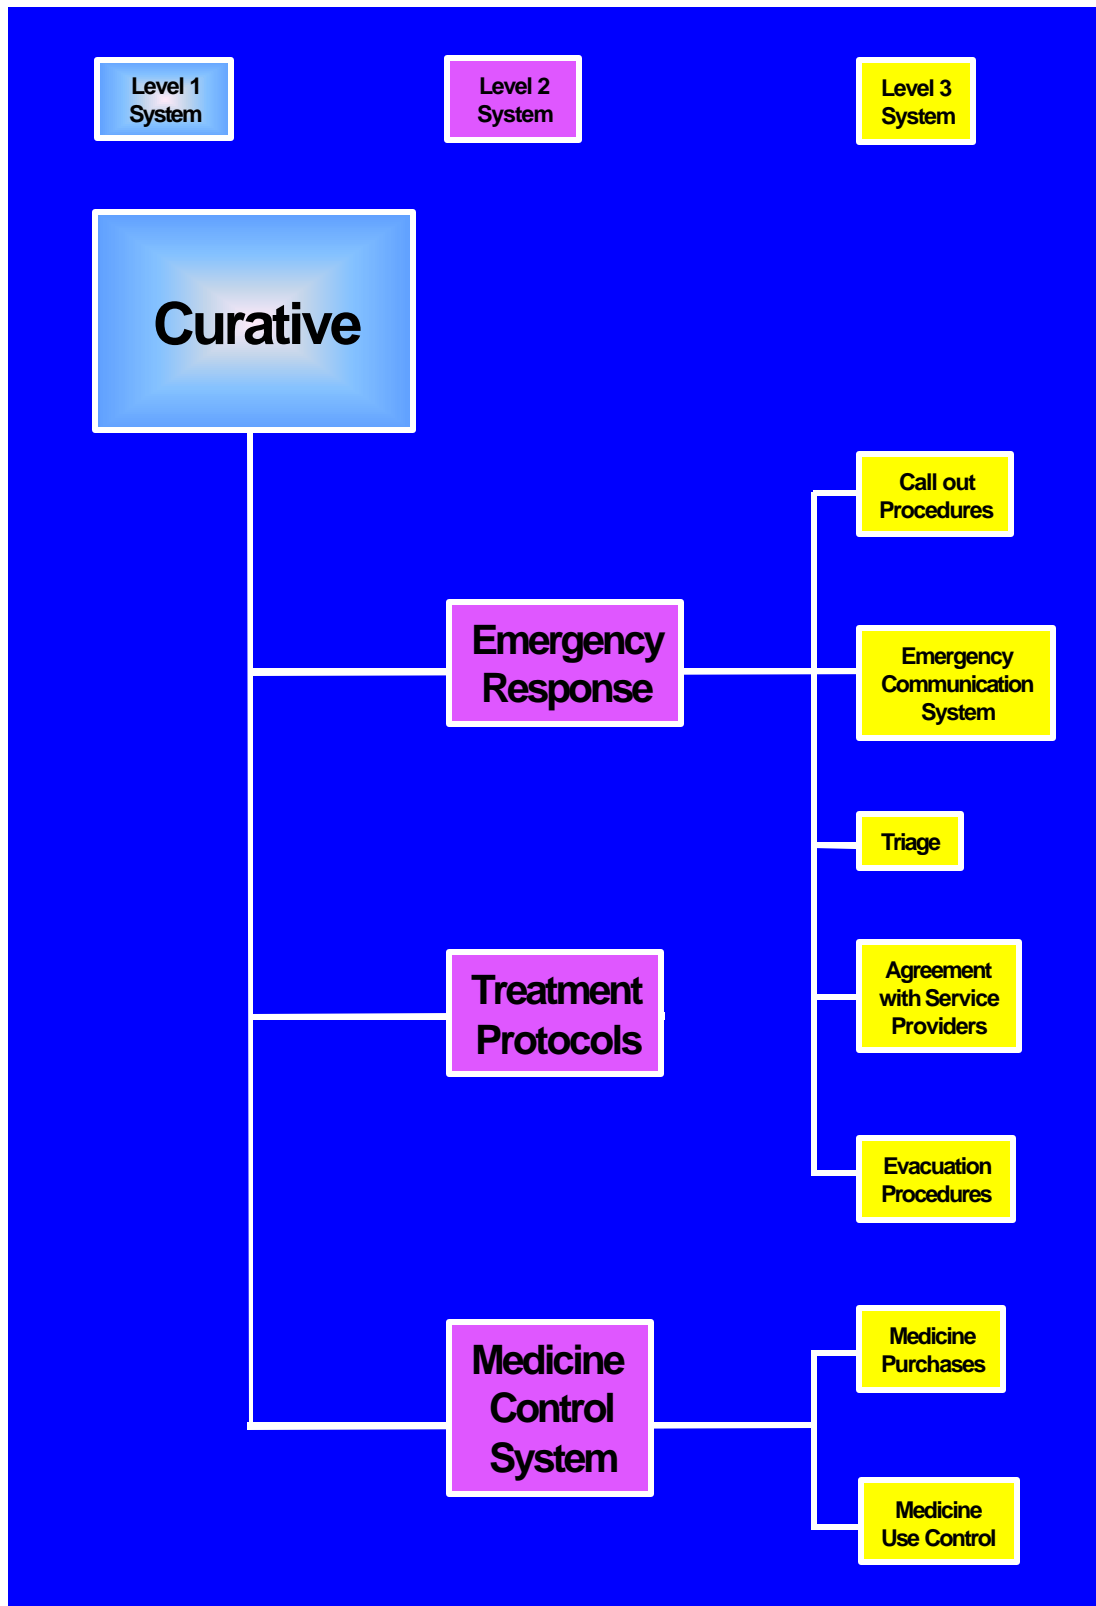 Level 1
System
Level 2
System
Level 3
System
Curative
Call out
Procedures
Emergency
Response
Emergency
Communication
System
Triage
Agreement
with Service
Providers
Treatment
Protocols
Evacuation
Procedures
Medicine
Purchases
Medicine
Control
System
Medicine
Use Control